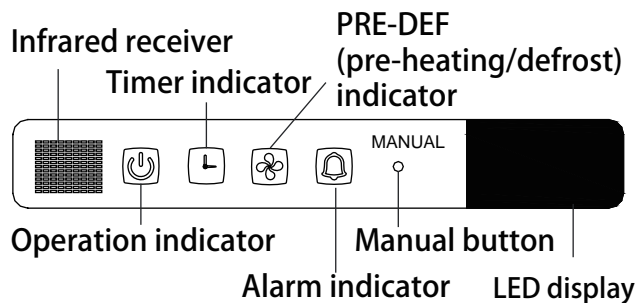 PRE-DEF
Infrared receiver
(pre-heating/defrost)
Timer indicator
indicator
MANUAL
Operation indicator
Manual button
Alarm indicator
LED display